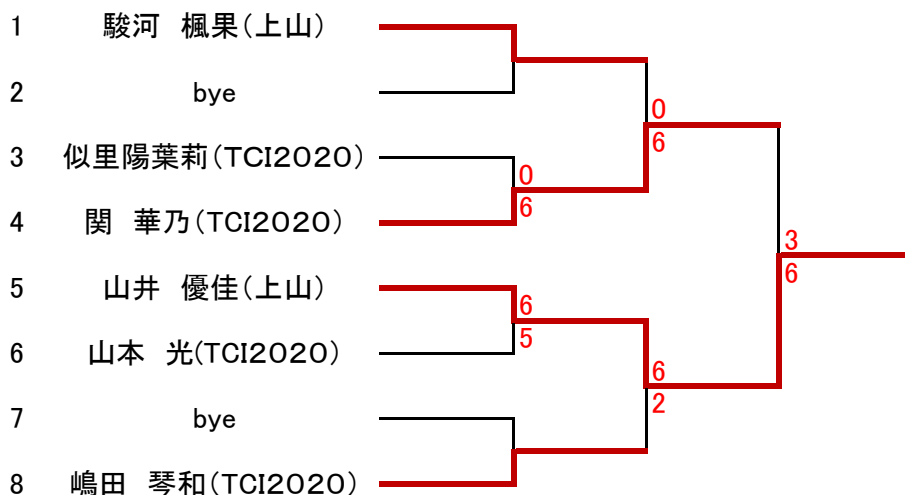 1 駿河 楓果(上山)
2 bye
0
6
3 似里陽葉莉(TCI2020)
0
6
4 関 華乃(TCI2020)
3
6
5 山井 優佳(上山)
6
5
6 山本 光(TCI2020)
6
2
7 bye
8 嶋田 琴和(TCI2020)